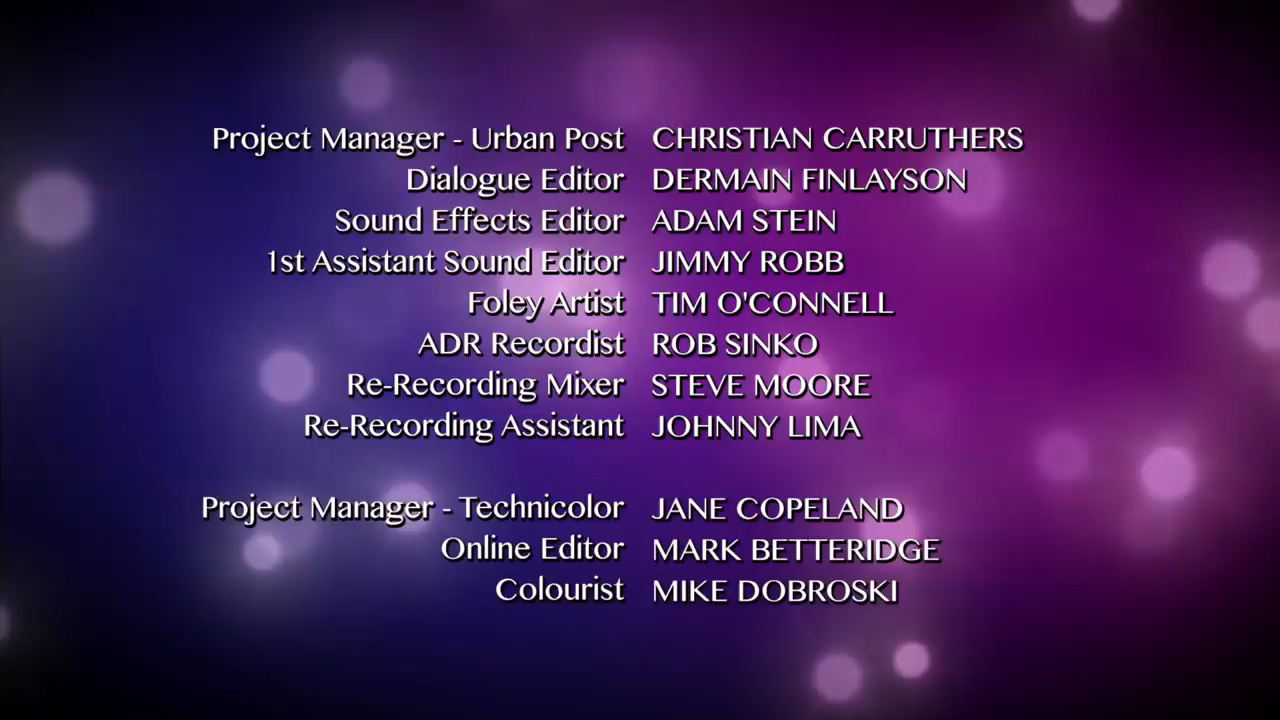 Project Manager - Urban Post CHRISTIAN CARRUTHERS
Dialogue Editor DERMAIN FINLAYSON
Sound Effects Editor ADAM STEIN
1st Assistant Sound Editor JIMMY ROBB
Foley Artist TIM O'CONNELL
ADR Recordist ROB SINKO
Re-Recording Mixer STEVE MOORE
Re-Recording Assistant JOHNNY LIMA
Project Manager - Technicolor JANE COPELAND
Online Editor MARK BETTERIDGE
Colourist MIKE DOBROSKI